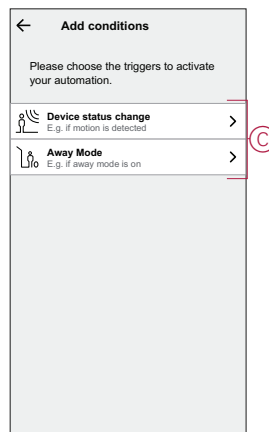 Add conditions
Please choose the triggers to activate
your automation.
Device status change
E.g. if motion is detected
Away Mode
E.g. if away mode is on
C